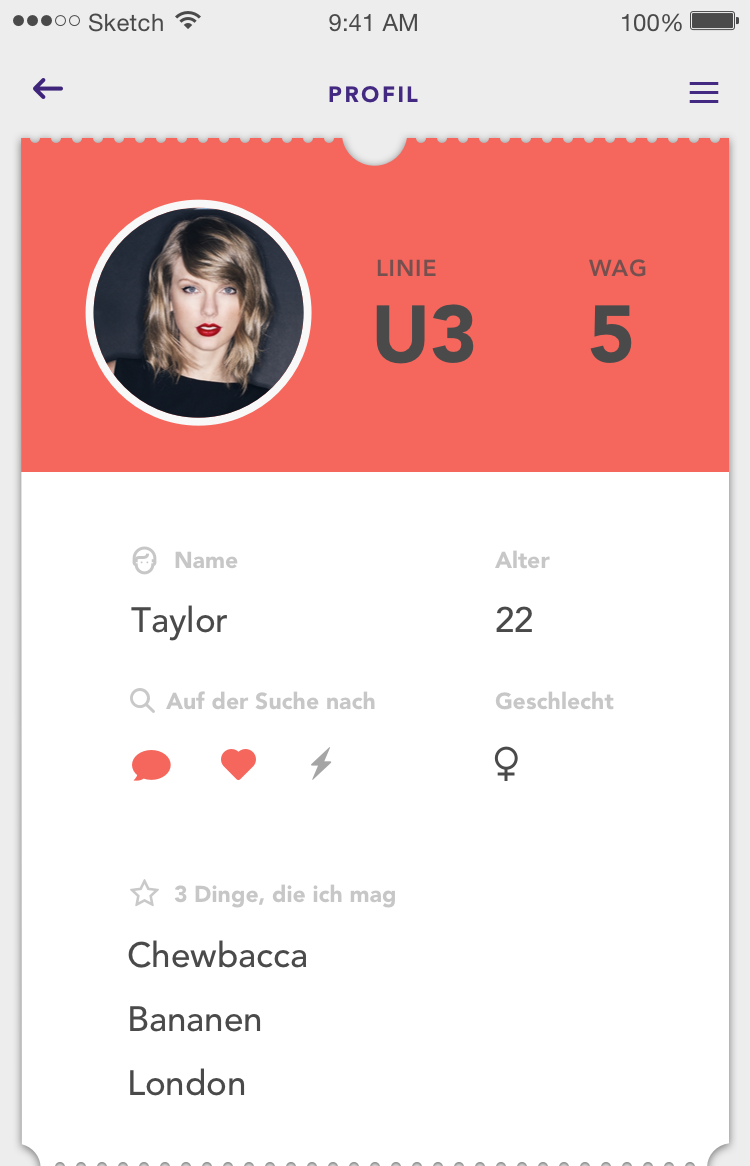 Sketch 9:41 AM 100%
PROFIL
LINIE WAG
U3 5
Name Alter
Taylor 22
Auf der Suche nach Geschlecht
3 Dinge, die ich mag
Chewbacca
Bananen
London